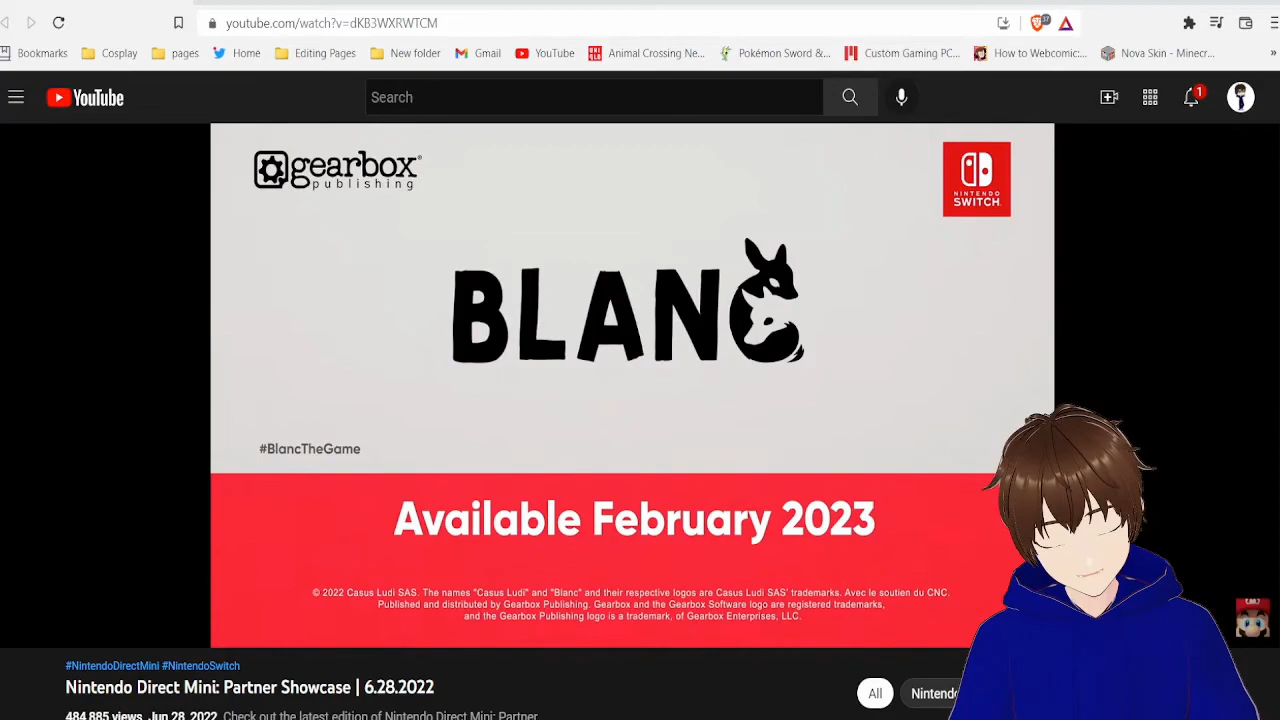 youtube.com/watch?v=dKB3WXRWTCM
37
Bookmarks
Cosplay
pages
Home
Editing Pages
New folder
Gmail
YouTube
Animal Crossing Ne...
Pokémon Sword &...
Custom Gaming PC...
How to Webcomic:...
Nova Skin - Minecr...
YouTube
Search
1
gearbox
publishing
NINTENDO
SWITCH
BLANC
#BlancTheGame
Available February 2023
© 2022 Casus Ludi SAS. The names "Casus Ludi" and "Blanc" and their respective logos are Casus Ludi SAS' trademarks. Avec le soutien du CNC.
Published and distributed by Gearbox Publishing. Gearbox and the Gearbox Software logo are registered trademarks,
and the Gearbox Publishing logo is a trademark, of Gearbox Enterprises, LLC.
#NintendoDirectMini #NintendoSwitch
Nintendo Direct Mini: Partner Showcase | 6.28.2022
All
Nintendo
484,885 views Jun 28, 2022 Check out the latest edition of Nintendo Direct Mini: Partner